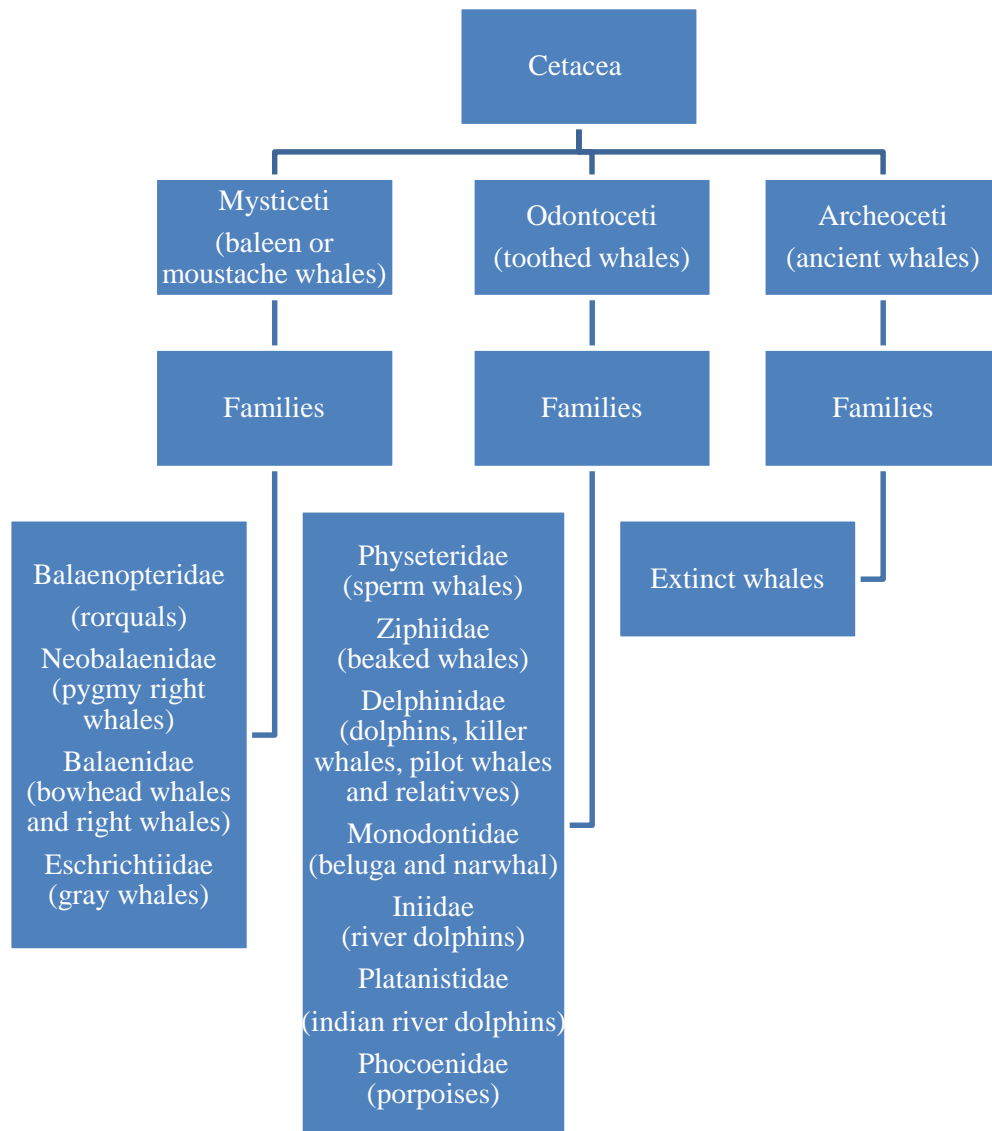 Cetacea
Mysticeti
(baleen or
moustache whales)
Odontoceti
(toothed whales)
Archeoceti
(ancient whales)
Families
Families
Families
Balaenopteridae
(rorquals)
Neobalaenidae
(pygmy right
whales)
Balaenidae
(bowhead whales
and right whales)
Eschrichtiidae
(gray whales)
Physeteridae
(sperm whales)
Ziphiidae
(beaked whales)
Delphinidae
(dolphins, killer
whales, pilot whales
and relativves)
Monodontidae
(beluga and narwhal)
Iniidae
(river dolphins)
Platanistidae
(indian river dolphins)
Phocoenidae
(porpoises)
Extinct whales